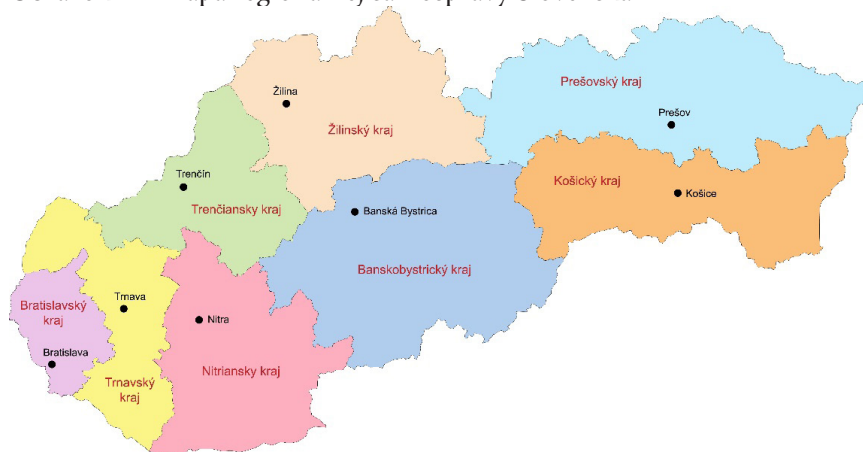 Žilina
Žilinský kraj
Prešovský kraj
Prešov
Trenčín
Trenčiansky kraj
Banská Bystrica
Košický kraj
Košice
Banskobystrický kraj
Bratislavský
kraj
Trnava
Nitra
Bratislava
Trnavský
kraj
Nitriansky kraj